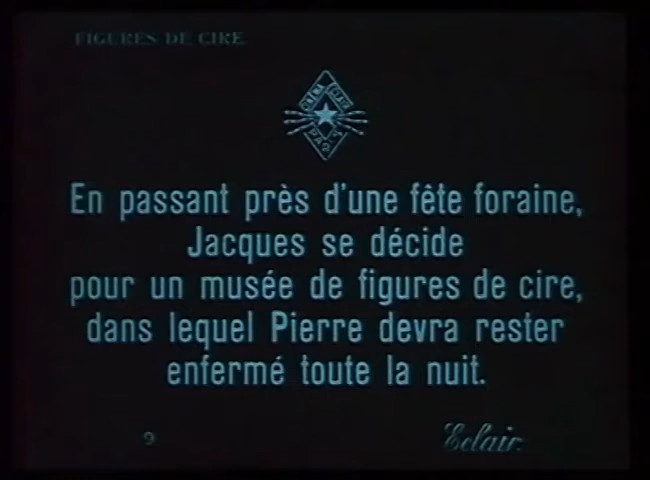 FIGURES DE CIRE
En passant près d'une fête foraine,
Jacques se décide
pour un musée de figures de cire,
dans lequel Pierre devra rester
enfermé toute la nuit.
9
Eclair.